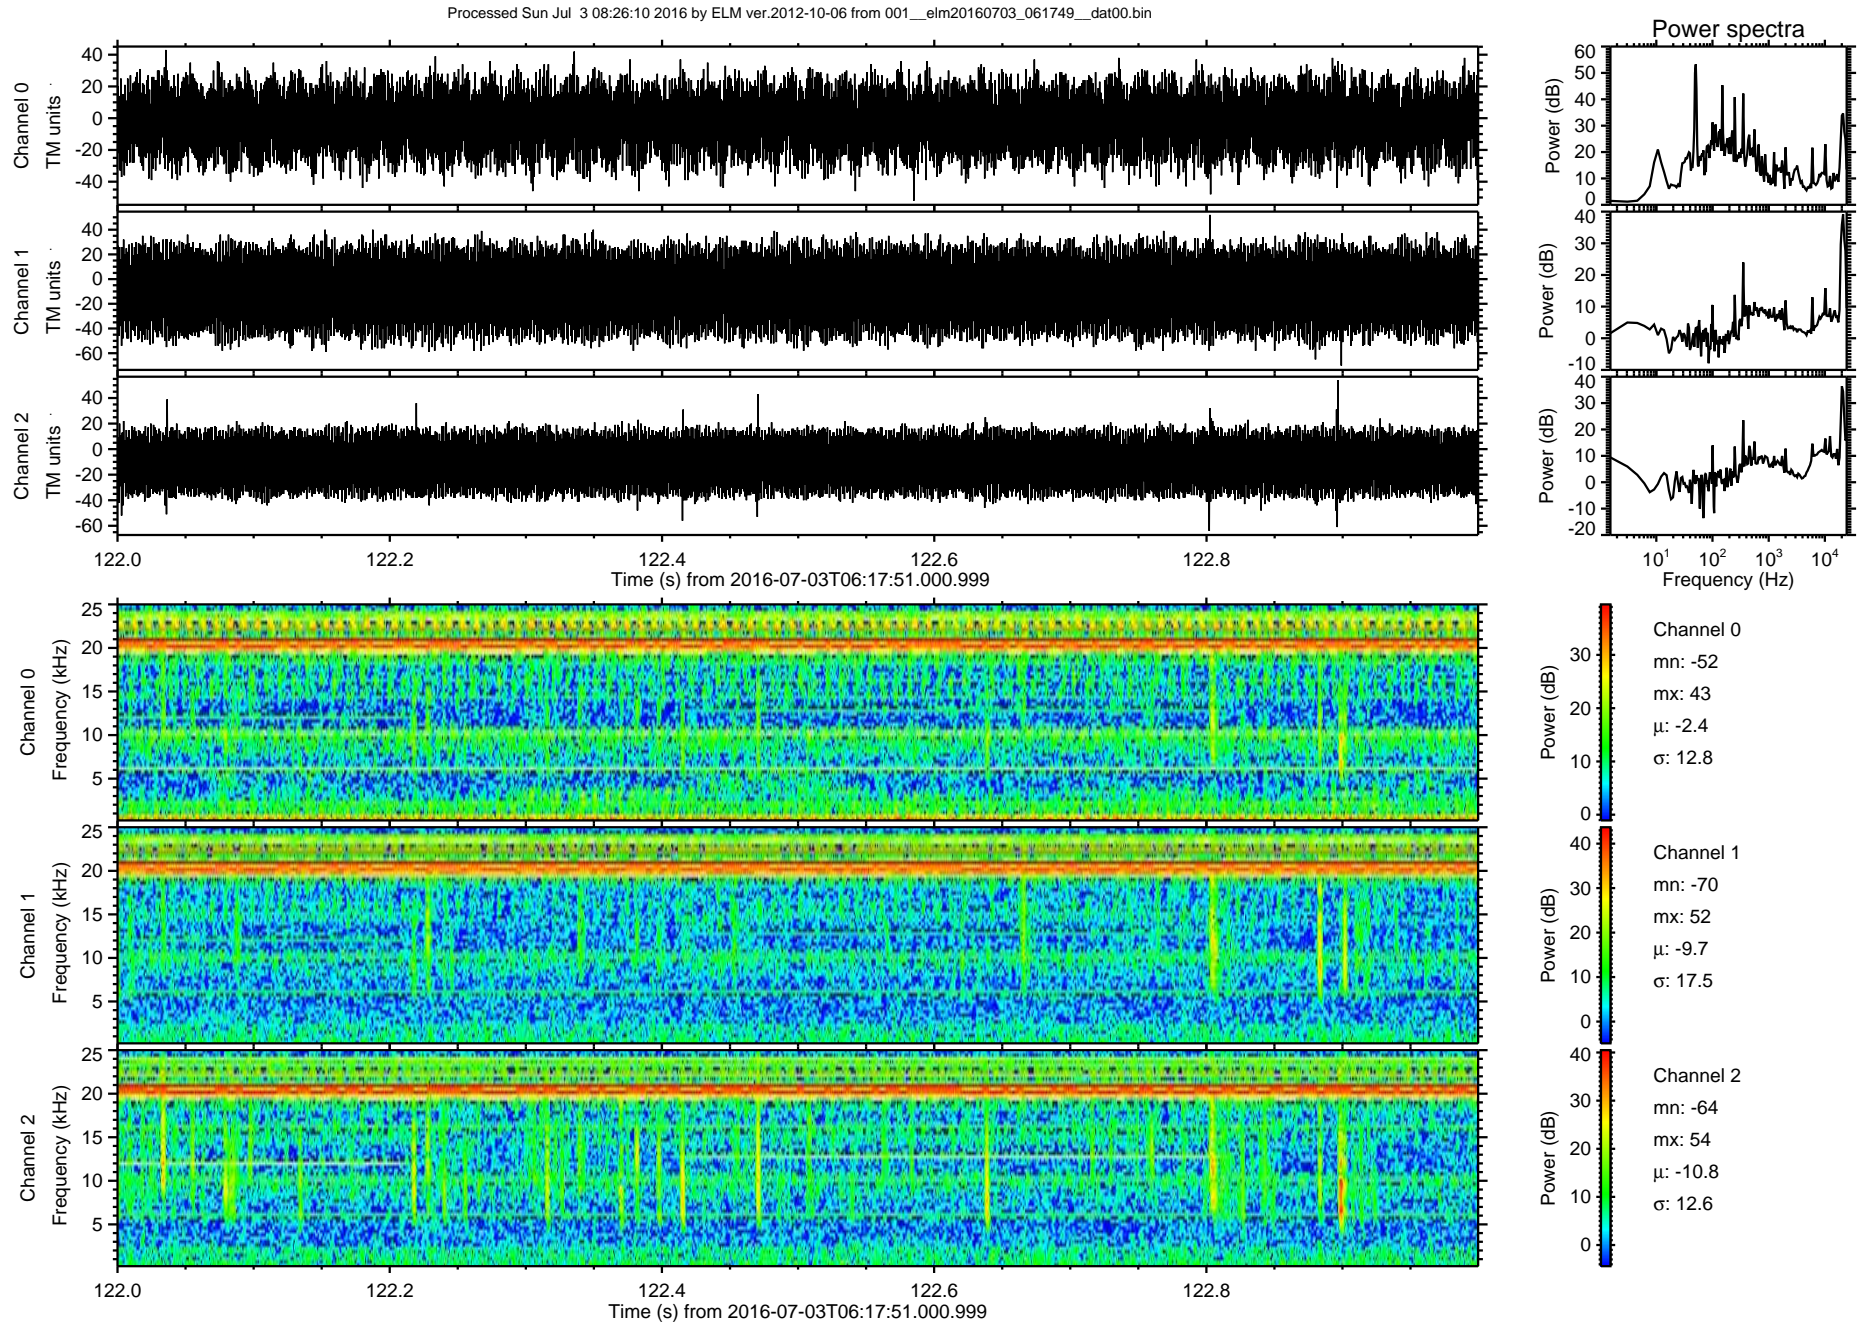 Processed Sun Jul  3 08:26:10 2016 by ELM ver.2012-10-06 from 001__elm20160703_061749__dat00.bin
Power spectra
Channel 0
TM units
40
20
0
-20
-40
Power (dB)
60
50
40
30
20
10
0
Channel 1
TM units
40
20
0
-20
-40
-60
Power (dB)
40
30
20
10
0
-10
Channel 2
TM units
40
20
0
-20
-40
-60
Power (dB)
40
30
20
10
0
-10
-20
122.0 122.2 122.4 122.6 122.8
Time (s) from 2016-07-03T06:17:51.000.999
10¹ 10² 10³ 10⁴
Frequency (Hz)
Channel 0
Frequency (kHz)
25
20
15
10
5
Power (dB)
30
20
10
0
Channel 0
mn: -52
mx: 43
μ: -2.4
σ: 12.8
Channel 1
Frequency (kHz)
25
20
15
10
5
Power (dB)
40
30
20
10
0
Channel 1
mn: -70
mx: 52
μ: -9.7
σ: 17.5
Channel 2
Frequency (kHz)
25
20
15
10
5
Power (dB)
40
30
20
10
0
Channel 2
mn: -64
mx: 54
μ: -10.8
σ: 12.6
122.0 122.2 122.4 122.6 122.8
Time (s) from 2016-07-03T06:17:51.000.999